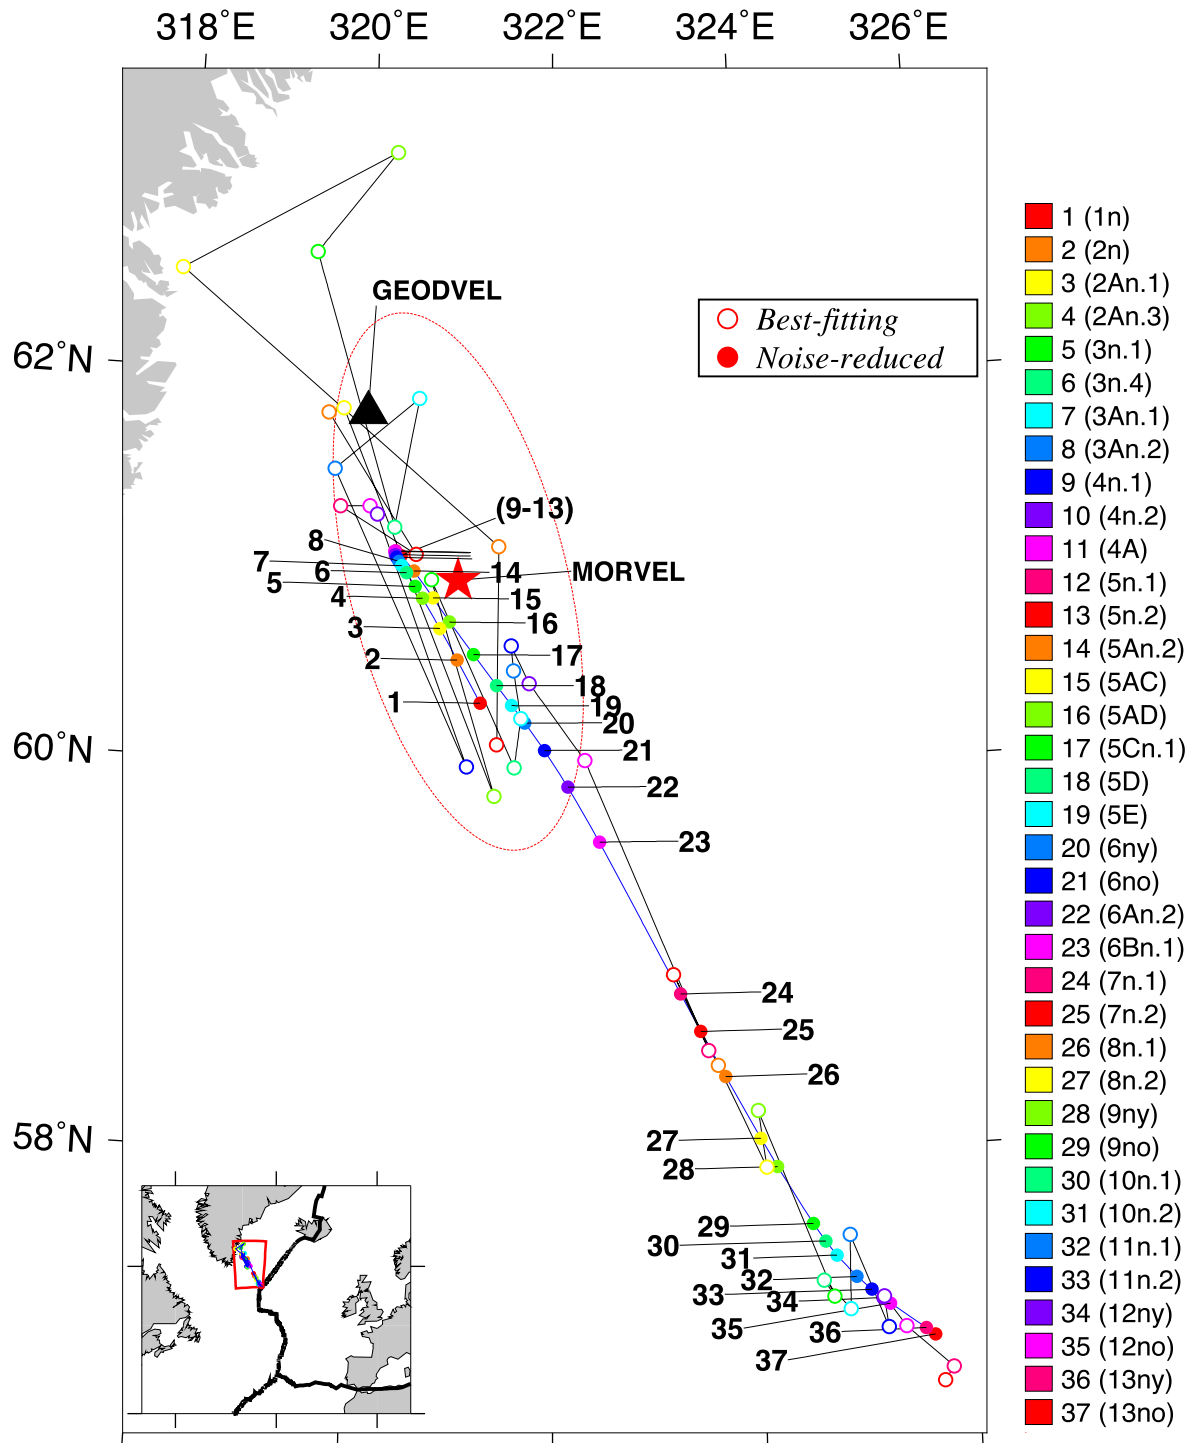 318°E 320°E 322°E 324°E 326°E
GEODVEL
62°N
Best-fitting
Noise-reduced
(9-13)
8
7
6
14
MORVEL
5
4
15
16
3
17
2
18
1
19
20
60°N
21
22
23
24
25
26
58°N
27
28
29
30
31
32
33
34
35
36
37
1 (1n)
2 (2n)
3 (2An.1)
4 (2An.3)
5 (3n.1)
6 (3n.4)
7 (3An.1)
8 (3An.2)
9 (4n.1)
10 (4n.2)
11 (4A)
12 (5n.1)
13 (5n.2)
14 (5An.2)
15 (5AC)
16 (5AD)
17 (5Cn.1)
18 (5D)
19 (5E)
20 (6ny)
21 (6no)
22 (6An.2)
23 (6Bn.1)
24 (7n.1)
25 (7n.2)
26 (8n.1)
27 (8n.2)
28 (9ny)
29 (9no)
30 (10n.1)
31 (10n.2)
32 (11n.1)
33 (11n.2)
34 (12ny)
35 (12no)
36 (13ny)
37 (13no)